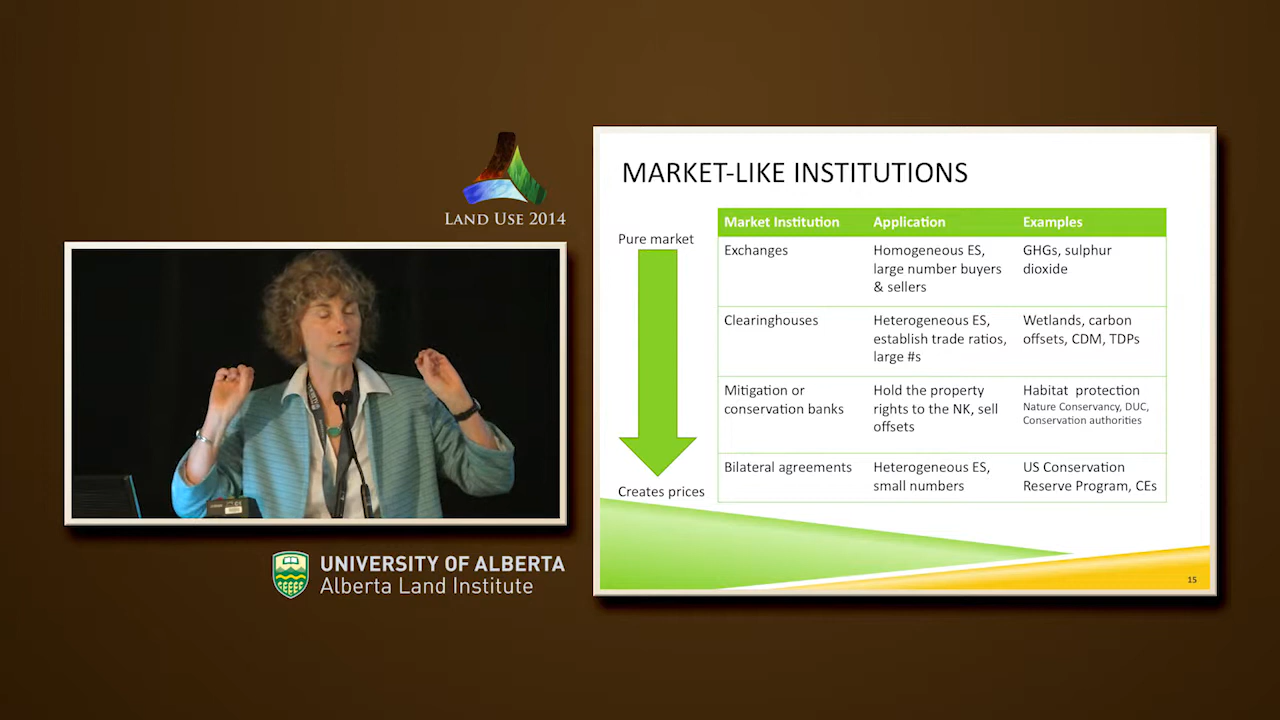 LAND USE 2014
UNIVERSITY OF ALBERTA
Alberta Land Institute
MARKET-LIKE INSTITUTIONS
Pure market
Creates prices
Market Institution Application Examples
Exchanges
Homogeneous ES,
large number buyers
& sellers
GHGs, sulphur
dioxide
Clearinghouses
Heterogeneous ES,
establish trade ratios,
large #s
Wetlands, carbon
offsets, CDM, TDPs
Mitigation or
conservation banks
Hold the property
rights to the NK, sell
offsets
Habitat protection
Nature Conservancy, DUC,
Conservation authorities
Bilateral agreements
Heterogeneous ES,
small numbers
US Conservation
Reserve Program, CEs
15